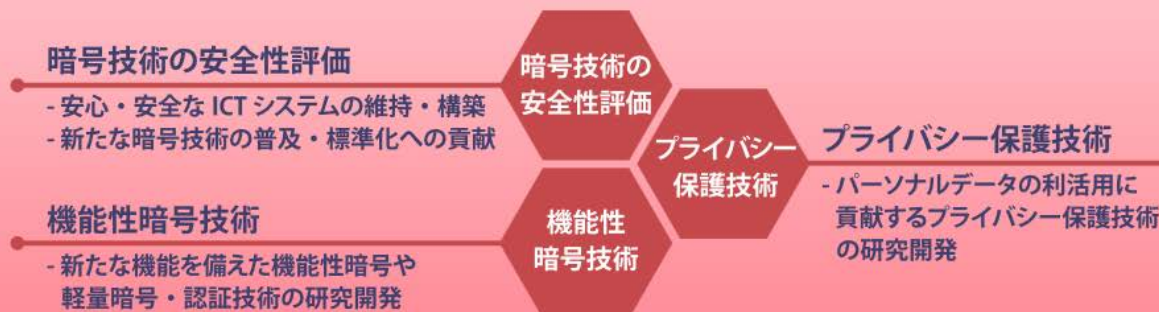 暗号技術の安全性評価
- 安心・安全な ICT システムの維持・構築
- 新たな暗号技術の普及・標準化への貢献
暗号技術の
安全性評価
プライバシー
保護技術
プライバシー保護技術
- パーソナルデータの利活用に
貢献するプライバシー保護技術
の研究開発
機能性暗号技術
- 新たな機能を備えた機能性暗号や
軽量暗号・認証技術の研究開発
機能性
暗号技術